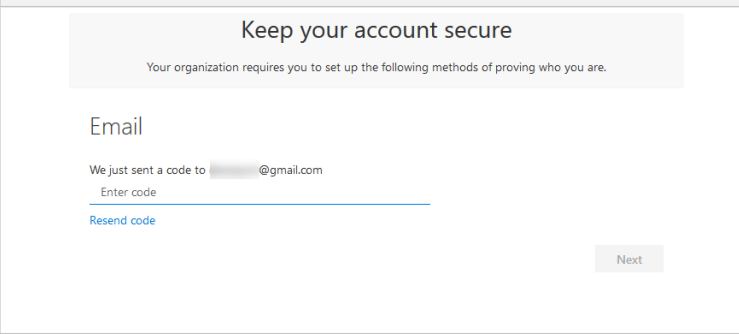 Keep your account secure
Your organization requires you to set up the following methods of proving who you are.
Email
We just sent a code to @gmail.com
Enter code
Resend code
Next